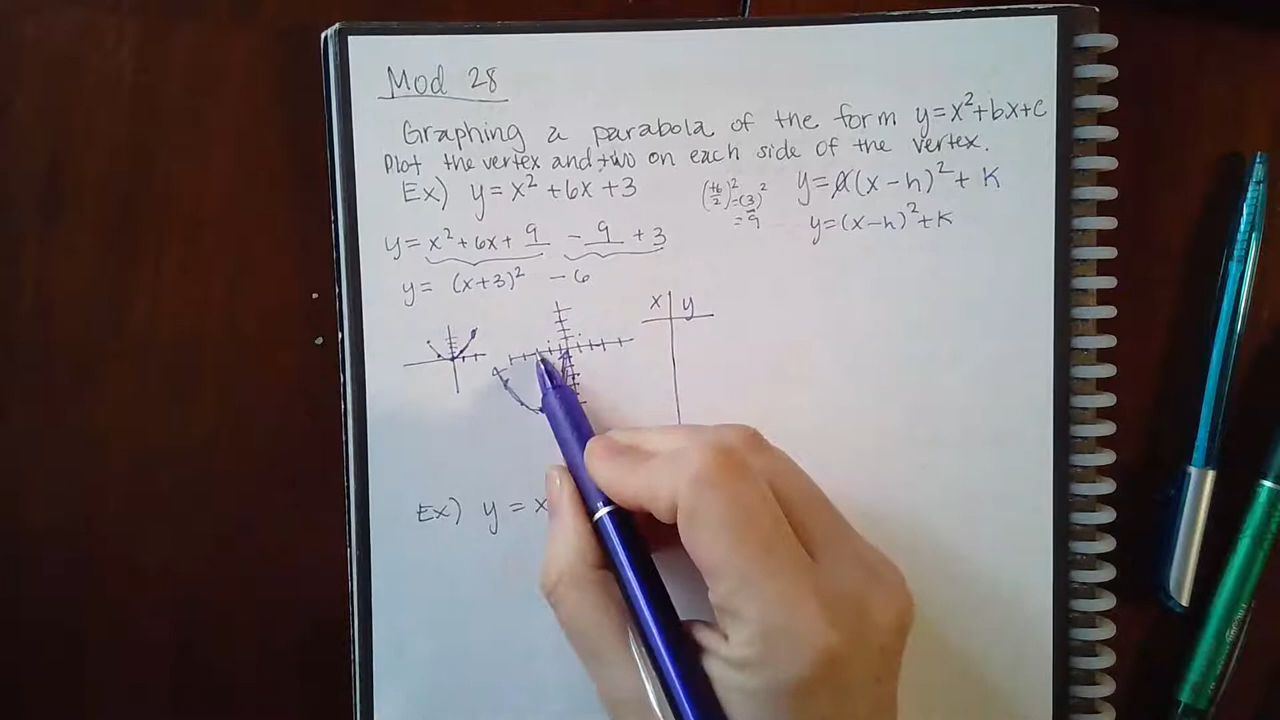 Mod 28
Graphing a parabola of the form y=x²+bx+c
Plot the vertex and two on each side of the vertex.
Ex) y = x² + 6x + 3
(+6/2)² = (3)² = 9
y = a(x - h)² + k
y = (x-h)² + k
y = x² + 6x + 9 - 9 + 3
y = (x+3)² - 6
x y
Ex) y = x